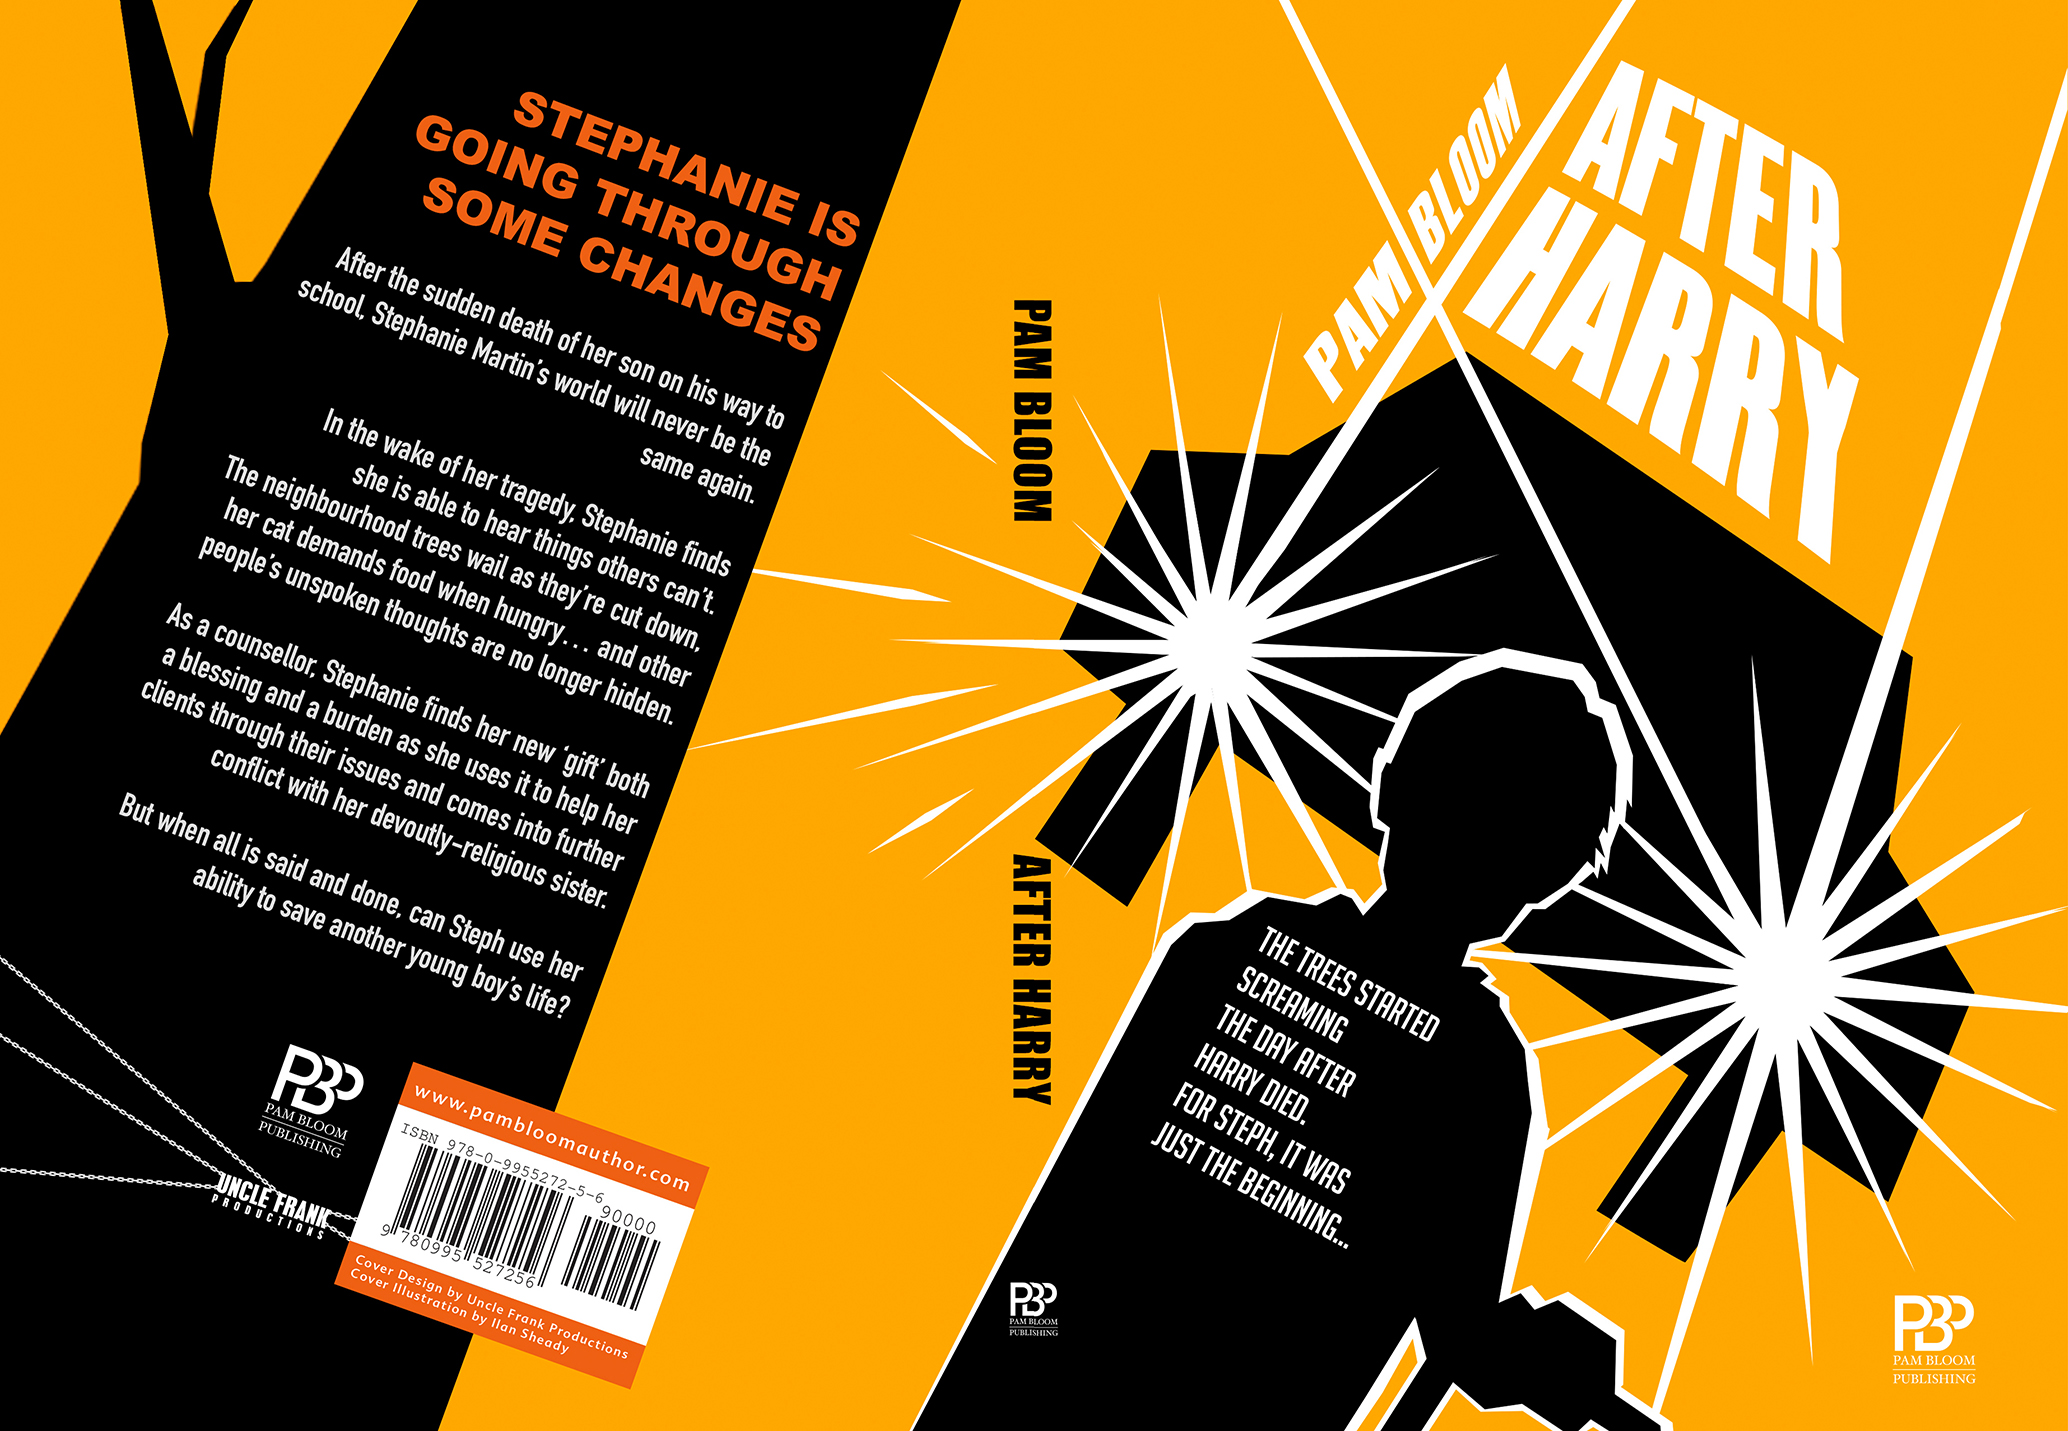 STEPHANIE IS
GOING THROUGH
SOME CHANGES
After the sudden death of her son on his way to
school, Stephanie Martin's world will never be the
same again.
In the wake of her tragedy, Stephanie finds
she is able to hear things others can't.
The neighbourhood trees wail as they're cut down,
her cat demands food when hungry... and other
people's unspoken thoughts are no longer hidden.
As a counsellor, Stephanie finds her new 'gift' both
a blessing and a burden as she uses it to help her
clients through their issues and comes into further
conflict with her devoutly-religious sister.
But when all is said and done, can Steph use her
ability to save another young boy's life?
PBP
PAM BLOOM
PUBLISHING
UNCLE FRANK
PRODUCTIONS
www.pambloomauthor.com
ISBN 978-0-9955272-5-6
90000
9 780995 527256
Cover Design by Uncle Frank Productions
Cover Illustration by Ilan Sheady
PAM BLOOM
AFTER HARRY
PBP
PAM BLOOM
PUBLISHING
PAM BLOOM
AFTER
HARRY
THE TREES STARTED
SCREAMING
THE DAY AFTER
HARRY DIED.
FOR STEPH, IT WAS
JUST THE BEGINNING...
PBP
PAM BLOOM
PUBLISHING